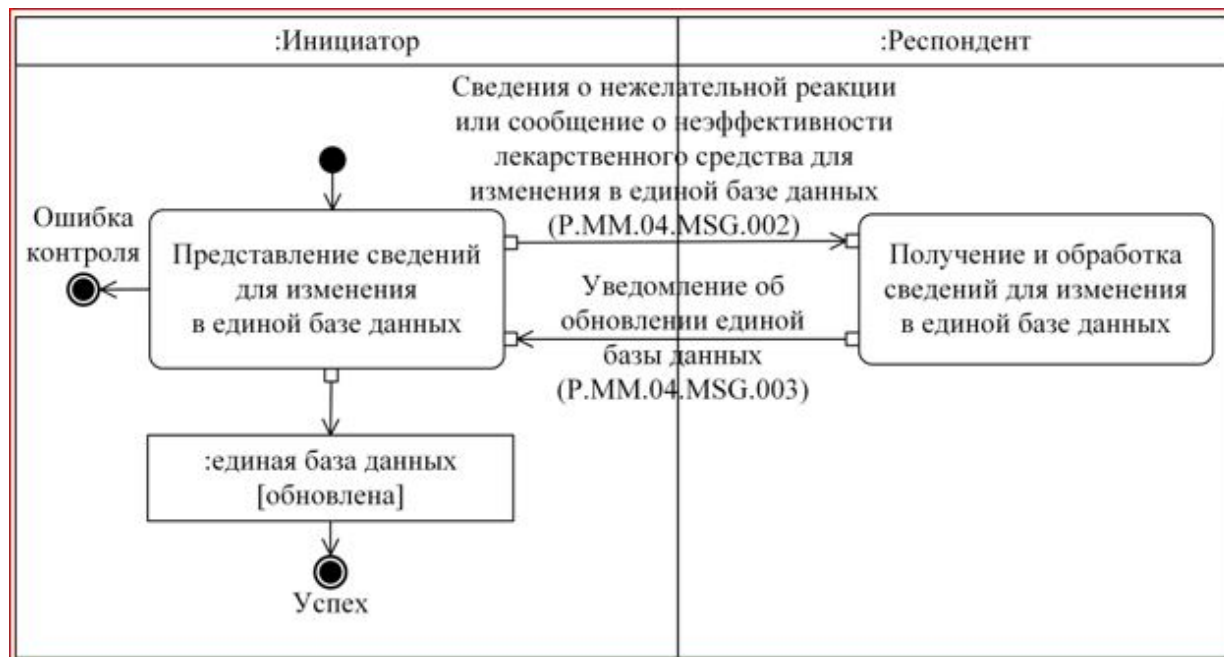 :Инициатор
:Респондент
Сведения о нежелательной реакции
или сообщение о неэффективности
лекарственного средства для
изменения в единой базе данных
(P.MM.04.MSG.002)
Ошибка
контроля
Представление сведений
для изменения
в единой базе данных
Получение и обработка
сведений для изменения
в единой базе данных
Уведомление об
обновлении единой
базы данных
(P.MM.04.MSG.003)
:единая база данных
[обновлена]
Успех